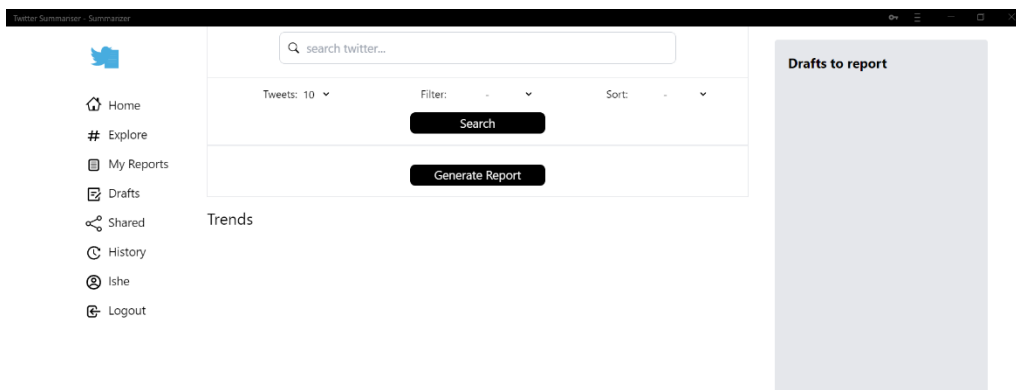 Twitter Summariser - Summarizer
search twitter...
Drafts to report
Tweets: 10 Filter: - Sort: -
Home
Search
# Explore
My Reports
Generate Report
Drafts
Shared
Trends
History
Ishe
Logout